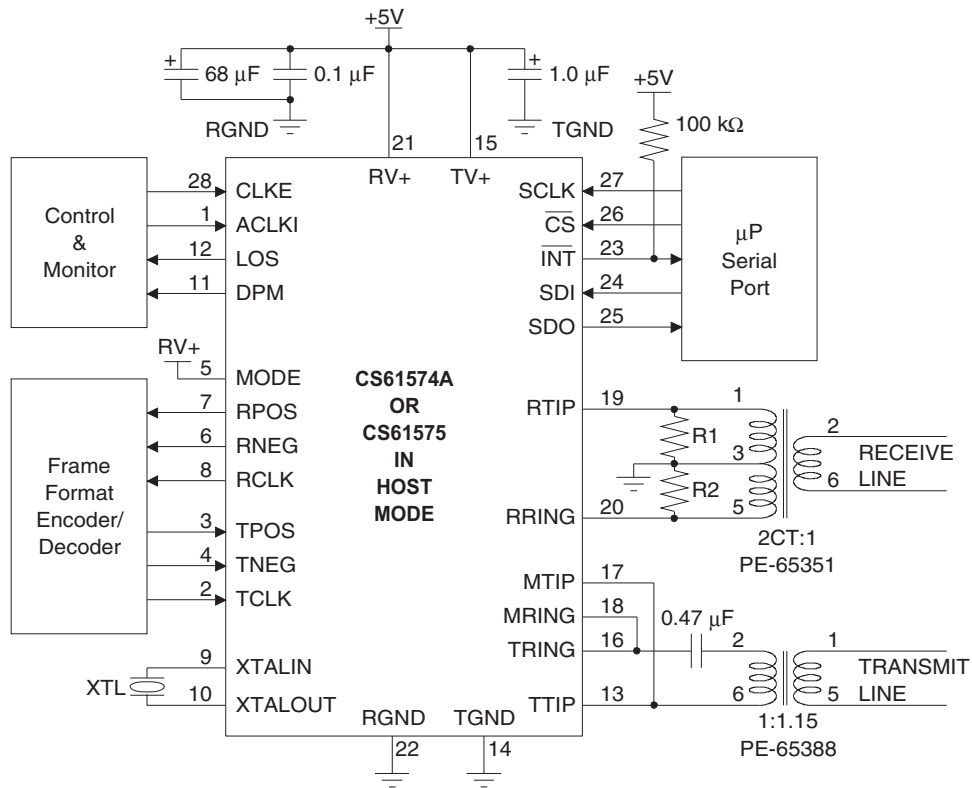 +5V
+
68 μF
0.1 μF
+
1.0 μF
+5V
RGND
TGND
100 kΩ
21
15
RV+
TV+
Control
&
Monitor
28
CLKE
1
ACLKI
12
LOS
11
DPM
SCLK
27
CS
26
INT
23
SDI
24
SDO
25
μP
Serial
Port
RV+
5
MODE
7
RPOS
6
RNEG
8
RCLK
3
TPOS
4
TNEG
2
TCLK
Frame
Format
Encoder/
Decoder
CS61574A
OR
CS61575
IN
HOST
MODE
RTIP
19
R1
R2
RRING
20
1
3
5
2
6
RECEIVE
LINE
2CT:1
PE-65351
MTIP
17
MRING
18
TRING
16
TTIP
13
0.47 μF
2
6
1
5
TRANSMIT
LINE
1:1.15
PE-65388
XTL
9
XTALIN
10
XTALOUT
RGND
TGND
22
14